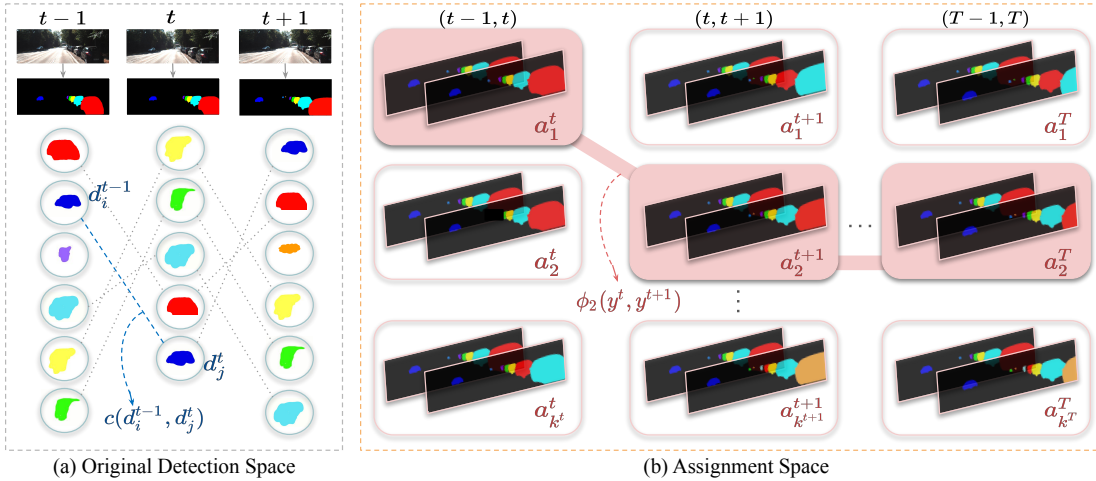 t − 1
t
t + 1
d_i^{t−1}
d_j^t
c(d_i^{t−1}, d_j^t)
(a) Original Detection Space
(t − 1, t)
(t, t + 1)
(T − 1, T)
a_1^t
a_1^{t+1}
a_1^T
a_2^t
a_2^{t+1}
...
a_2^T
ϕ_2(y^t, y^{t+1})
⋮
a_{k^t}^t
a_{k^{t+1}}^{t+1}
a_{k^T}^T
(b) Assignment Space